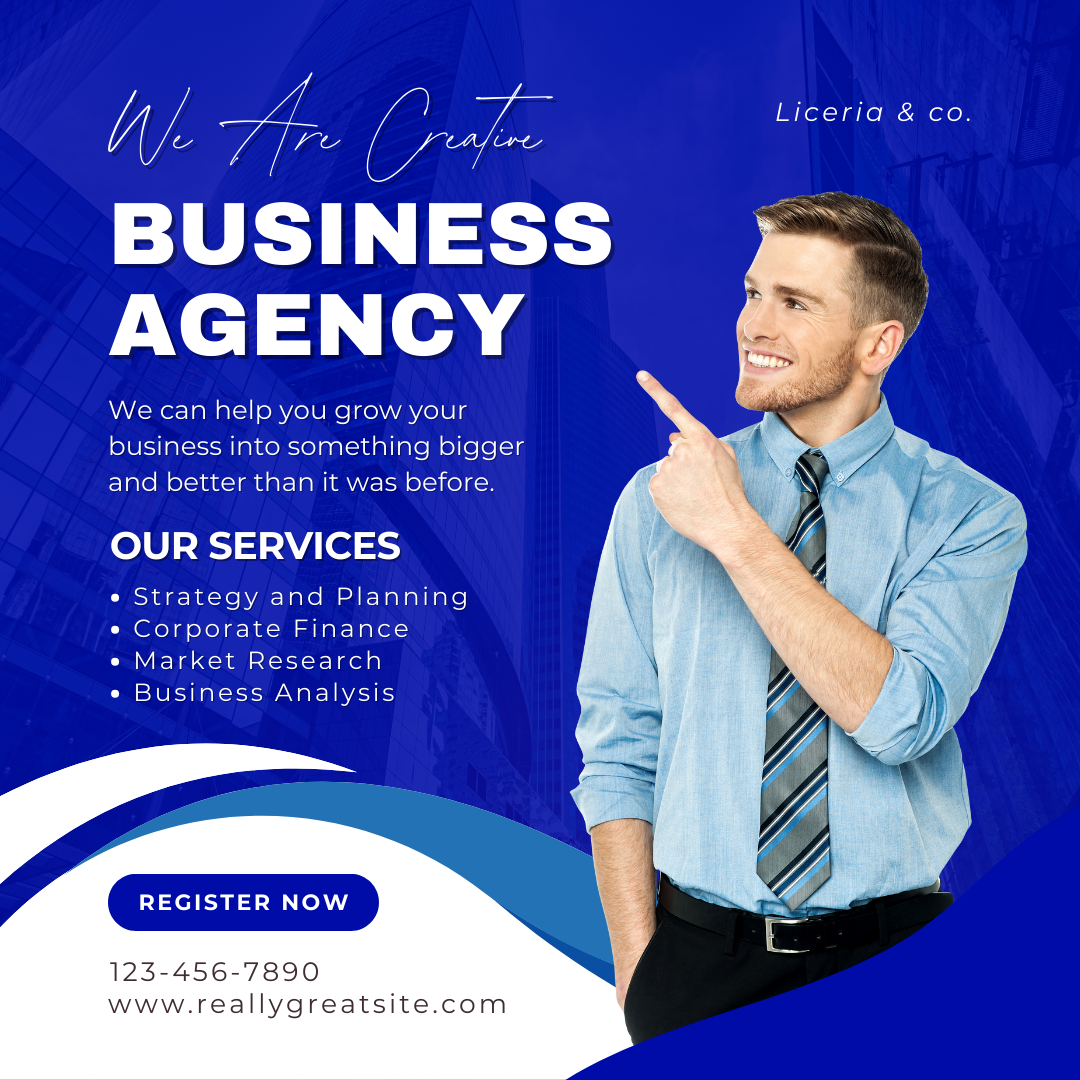 We Are Creative
Liceria & co.
BUSINESS
AGENCY
We can help you grow your
business into something bigger
and better than it was before.
OUR SERVICES
• Strategy and Planning
• Corporate Finance
• Market Research
• Business Analysis
REGISTER NOW
123-456-7890
www.reallygreatsite.com